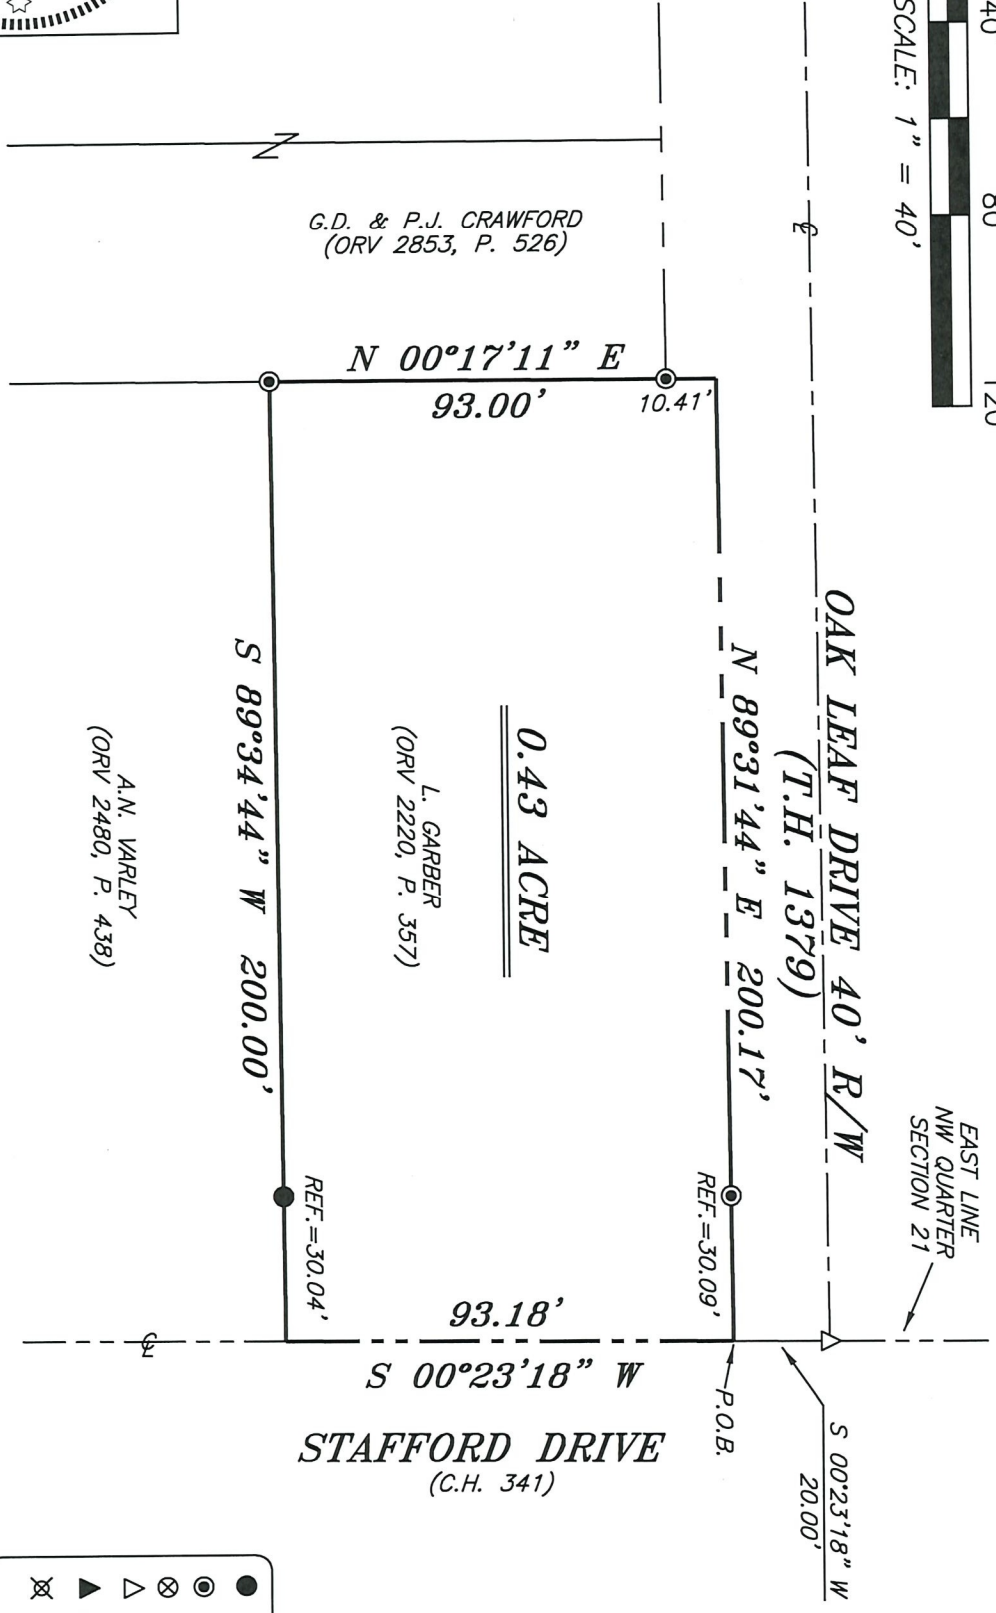 40
80
120
SCALE: 1" = 40'
℄
G.D. & P.J. CRAWFORD
(ORV 2853, P. 526)
N 00°17'11" E
93.00'
10.41'
OAK LEAF DRIVE 40' R/W
(T.H. 1379)
N 89°31'44" E 200.17'
0.43 ACRE
L. GARBER
(ORV 2220, P. 357)
S 89°34'44" W 200.00'
A.N. VARLEY
(ORV 2480, P. 438)
EAST LINE
NW QUARTER
SECTION 21
REF.=30.09'
REF.=30.04'
93.18'
S 00°23'18" W
P.O.B.
S 00°23'18" W
20.00'
STAFFORD DRIVE
(C.H. 341)
℄